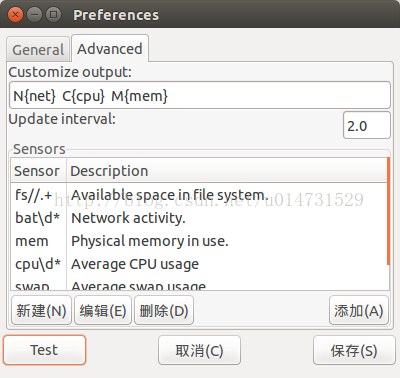 Preferences
General
Advanced
Customize output:
N{net} C{cpu} M{mem}
Update interval:
2.0
Sensors
Sensor Description
fs//.+ Available space in file system.
http://blog.csdn.net/u014731529
bat\d* Network activity.
mem Physical memory in use.
cpu\d* Average CPU usage
swap Average swap usage
新建(N) 编辑(E) 删除(D) 添加(A)
Test 取消(C) 保存(S)